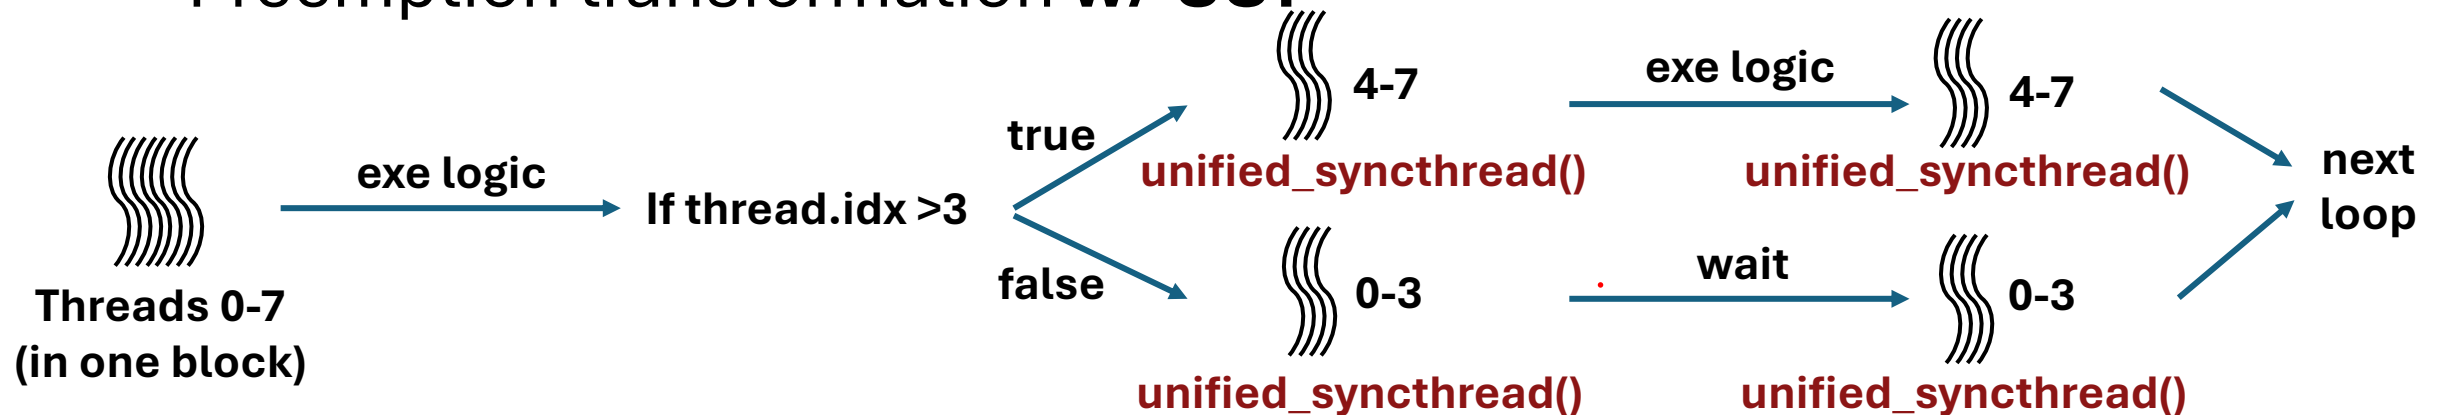 transformation
4-7
exe logic
4-7
true
unified_syncthread()
unified_syncthread()
next
loop
exe logic
If thread.idx >3
false
0-3
wait
0-3
Threads 0-7
(in one block)
unified_syncthread()
unified_syncthread()